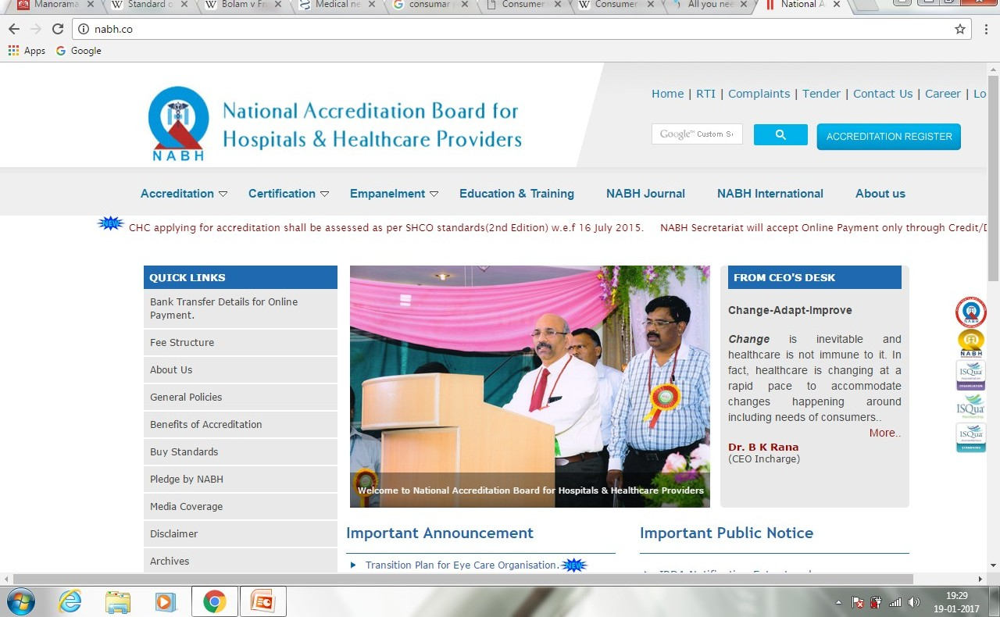 Manorama
Standard o
Bolam v Fri
Medical ne
consumar
Consumer
Consumer
All you nee
National A
nabh.co
Apps
Google
NABH
National Accreditation Board for
Hospitals & Healthcare Providers
Home | RTI | Complaints | Tender | Contact Us | Career | Lo
Google™ Custom Se
ACCREDITATION REGISTER
Accreditation
Certification
Empanelment
Education & Training
NABH Journal
NABH International
About us
NEW
CHC applying for accreditation shall be assessed as per SHCO standards(2nd Edition) w.e.f 16 July 2015.
NABH Secretariat will accept Online Payment only through Credit/D
QUICK LINKS
Bank Transfer Details for Online
Payment.
Fee Structure
About Us
General Policies
Benefits of Accreditation
Buy Standards
Pledge by NABH
Media Coverage
Disclaimer
Archives
Welcome to National Accreditation Board for Hospitals & Healthcare Providers
FROM CEO'S DESK
Change-Adapt-Improve
Change is inevitable and
healthcare is not immune to it. In
fact, healthcare is changing at a
rapid pace to accommodate
changes happening around
including needs of consumers..
More..
Dr. B K Rana
(CEO Incharge)
NABH
NABH
ISQua
ORGANISATION
ISQua
Membership
ISQua
STANDARDS
Important Announcement
Transition Plan for Eye Care Organisation.
NEW
Important Public Notice
19:29
19-01-2017